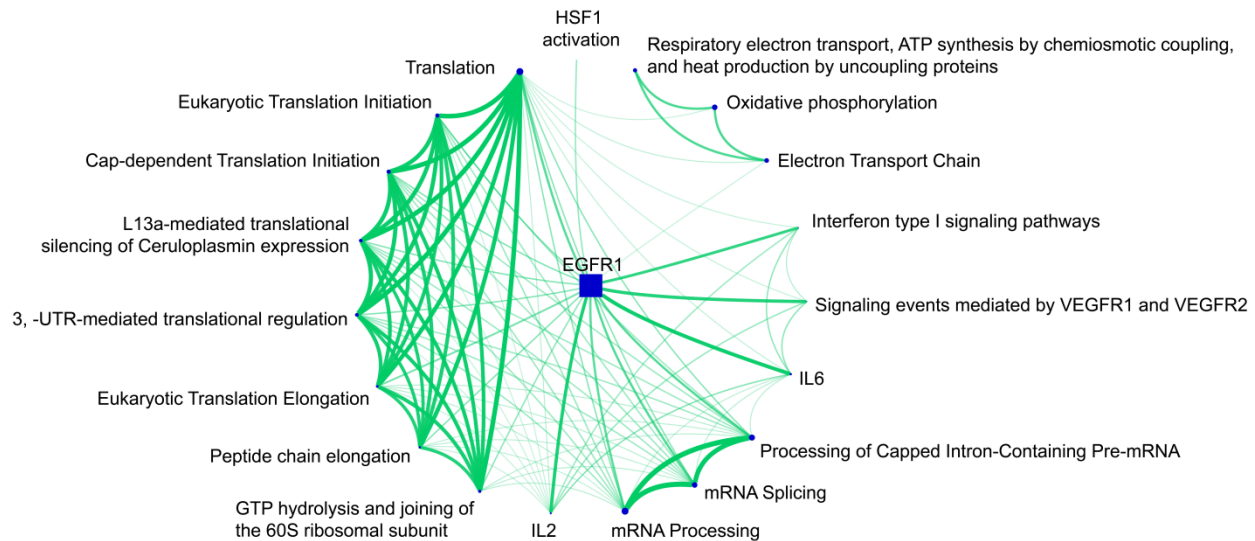 HSF1
activation
Respiratory electron transport, ATP synthesis by chemiosmotic coupling,
and heat production by uncoupling proteins
Translation
Oxidative phosphorylation
Eukaryotic Translation Initiation
Cap-dependent Translation Initiation
Electron Transport Chain
L13a-mediated translational
silencing of Ceruloplasmin expression
Interferon type I signaling pathways
EGFR1
3, -UTR-mediated translational regulation
Signaling events mediated by VEGFR1 and VEGFR2
Eukaryotic Translation Elongation
IL6
Peptide chain elongation
Processing of Capped Intron-Containing Pre-mRNA
mRNA Splicing
GTP hydrolysis and joining of
the 60S ribosomal subunit
IL2
mRNA Processing